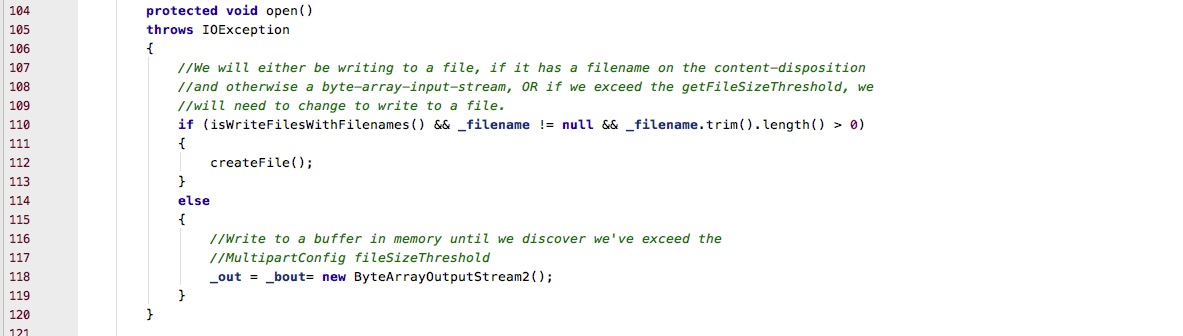 104 protected void open()
105 throws IOException
106 {
107 //We will either be writing to a file, if it has a filename on the content-disposition
108 //and otherwise a byte-array-input-stream, OR if we exceed the getFileSizeThreshold, we
109 //will need to change to write to a file.
110 if (isWriteFilesWithFilenames() && _filename != null && _filename.trim().length() > 0)
111 {
112 createFile();
113 }
114 else
115 {
116 //Write to a buffer in memory until we discover we've exceed the
117 //MultipartConfig fileSizeThreshold
118 _out = _bout= new ByteArrayOutputStream2();
119 }
120 }
121